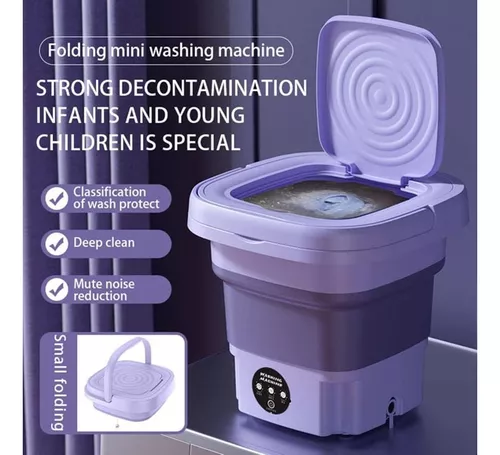 Folding mini washing machine
STRONG DECONTAMINATION
INFANTS AND YOUNG
CHILDREN IS SPECIAL
Classification
of wash protect
Deep clean
Mute noise
reduction
Small folding
WASHING
MACHINE